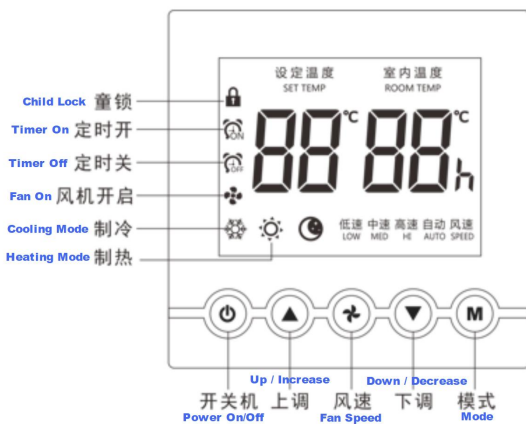 设定温度 室内温度
SET TEMP ROOM TEMP
Child Lock 童锁
88 ℃ 88 ℃ h
Timer On 定时开
ON
Timer Off 定时关
OFF
Fan On 风机开启
Cooling Mode 制冷
低速 中速 高速 自动 风速
LOW MED HI AUTO SPEED
Heating Mode 制热
M
Up / Increase Down / Decrease
开关机 上调 风速 下调 模式
Power On/Off Fan Speed Mode